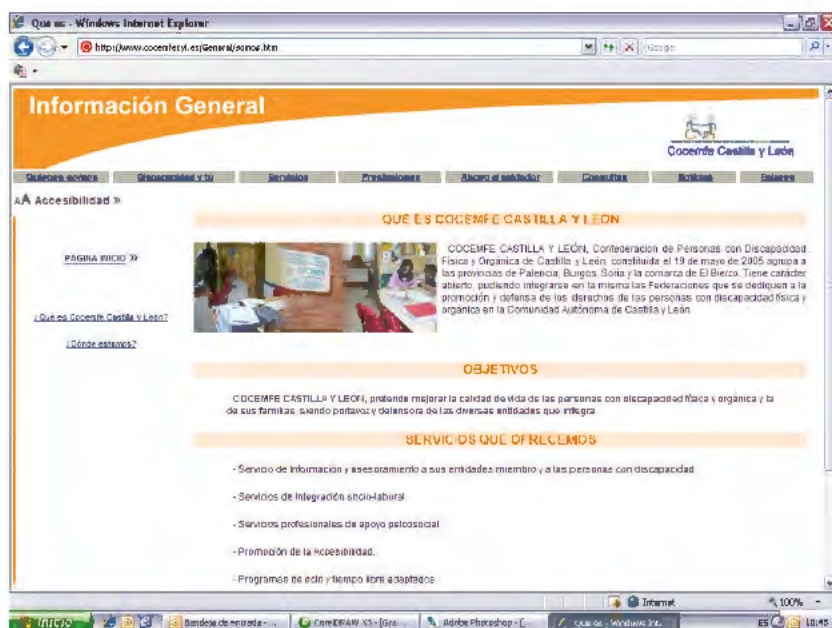 Que es - Windows Internet Explorer
http://www.cocemfecyl.es/General/somos.htm
Google
Información General
Cocemfe Castilla y León
Quienes somos Discapacidad y tú Servicios Prestaciones Ahora al cuidador Consultas Noticias Enlaces
AA Accesibilidad »
QUÉ ES COCEMFE CASTILLA Y LEÓN
PAGINA INICIO »
COCEMFE CASTILLA Y LEÓN, Confederación de Personas con Discapacidad
Física y Orgánica de Castilla y León, constituida el 19 de mayo de 2005 agrupa a
las provincias de Palencia, Burgos, Soria y la comarca de El Bierzo. Tiene carácter
abierto, pudiendo integrarse en la misma las Federaciones que se dediquen a la
promoción y defensa de los derechos de las personas con discapacidad física y
orgánica en la Comunidad Autónoma de Castilla y León
¿Qué es Cocemfe Castilla y León?
¿Dónde estamos?
OBJETIVOS
COCEMFE CASTILLA Y LEÓN, pretende mejorar la calidad de vida de las personas con discapacidad física y orgánica y la
de sus familias, siendo portavoz y defensora de las diversas entidades que integra
SERVICIOS QUE OFRECEMOS
- Servicio de Información y asesoramiento a sus entidades miembro y a las personas con discapacidad
- Servicios de Integración socio-laboral
- Servicios profesionales de apoyo psicosocial
- Promoción de la Accesibilidad.
- Programas de ocio y tiempo libre adaptados
Internet 100%
Inicio Bandeja de entrada -... CorelDRAW X3 - [Gra... Adobe Photoshop - [... Que es - Windows Int... ES 10:45